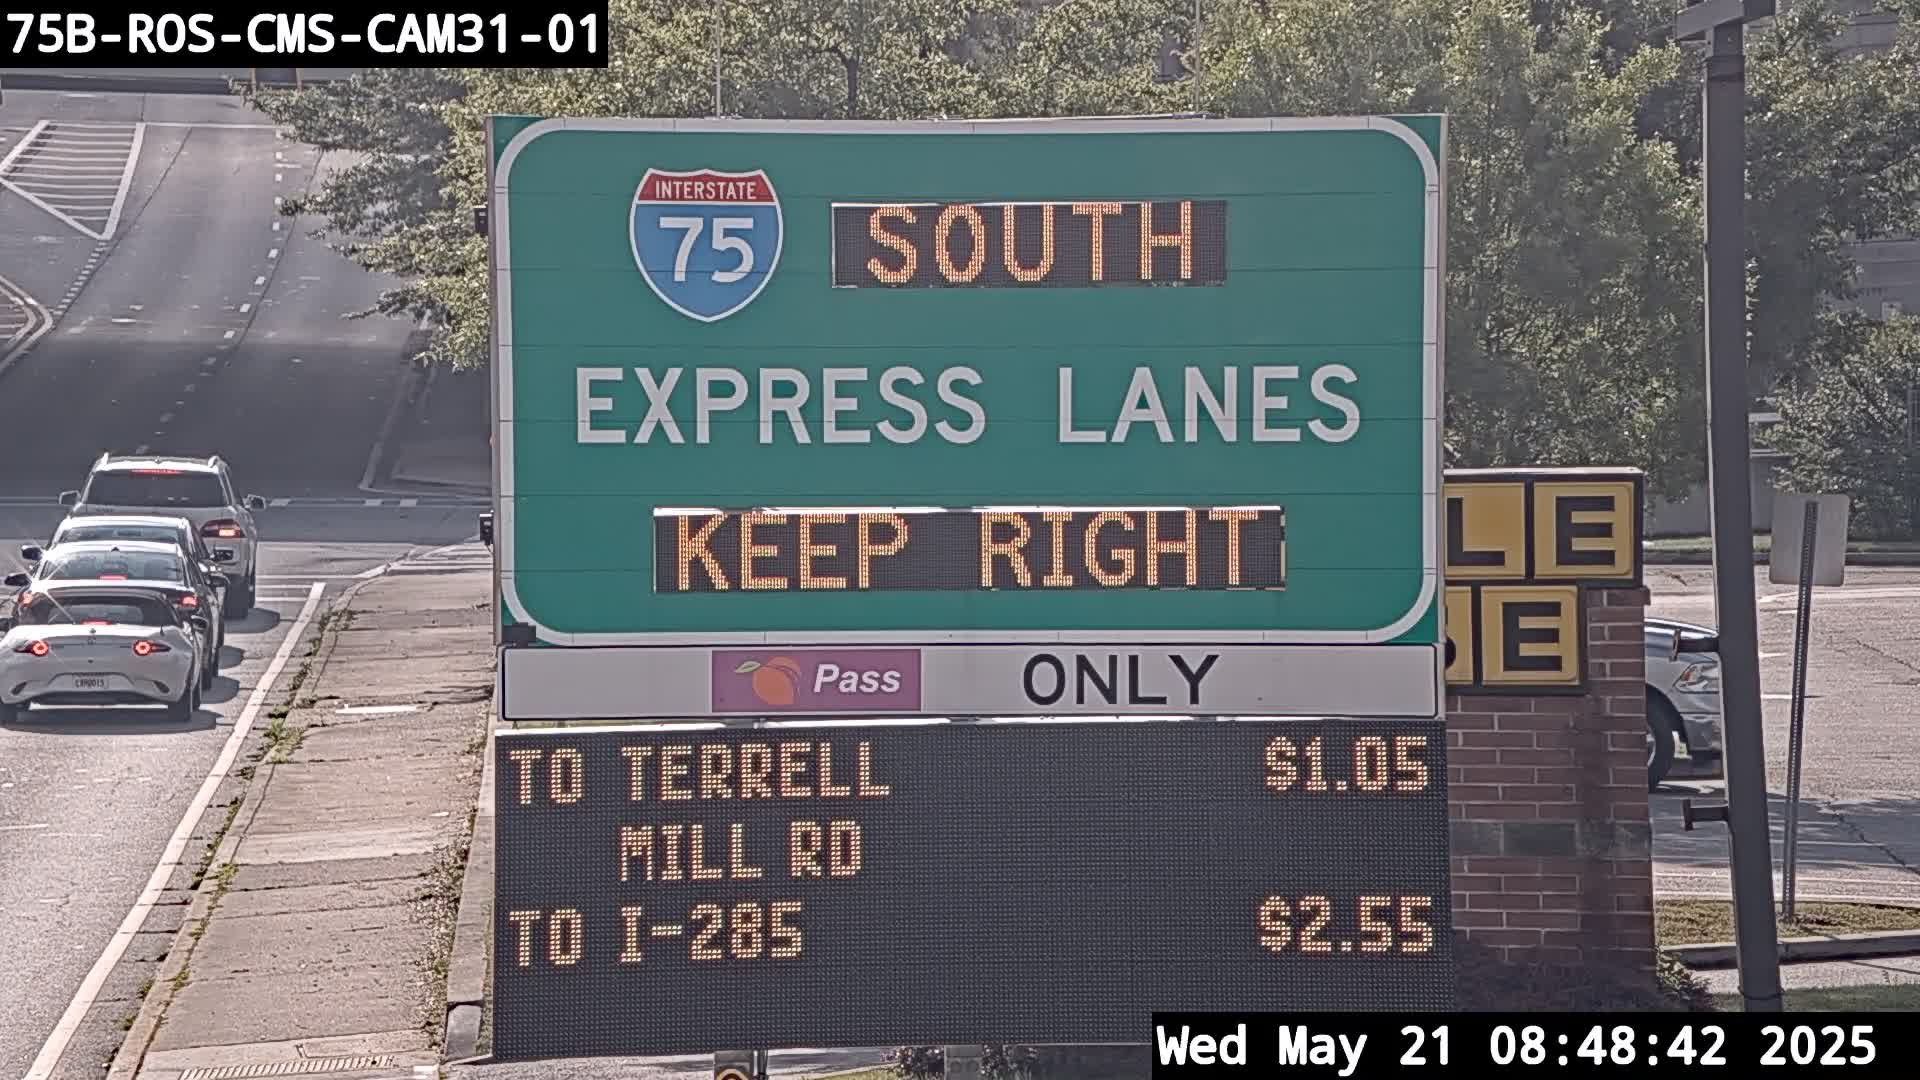 75B-ROS-CMS-CAM31-01
INTERSTATE
75
SOUTH
EXPRESS LANES
KEEP RIGHT
Pass ONLY
TO TERRELL $1.05
MILL RD
TO I-285 $2.55
LE
E
Wed May 21 08:48:42 2025